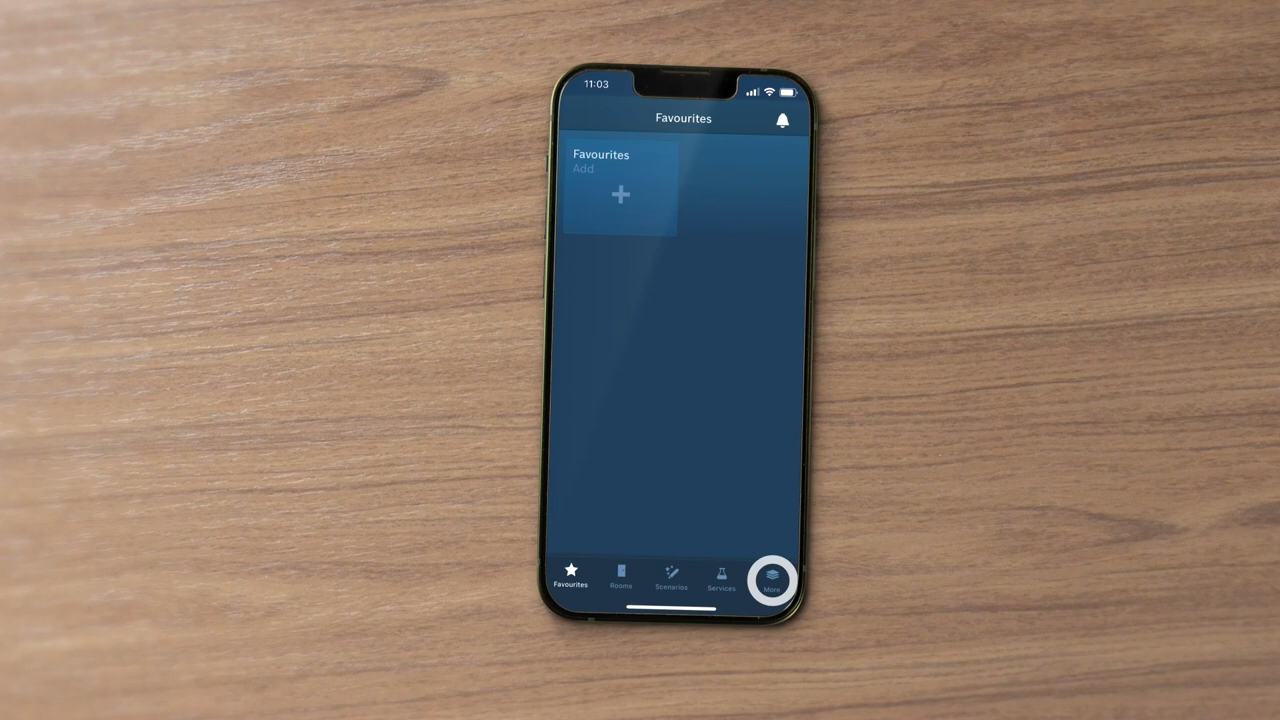 11:03
Favourites
Favourites
Add
Favourites
Rooms
Scenarios
Services
More